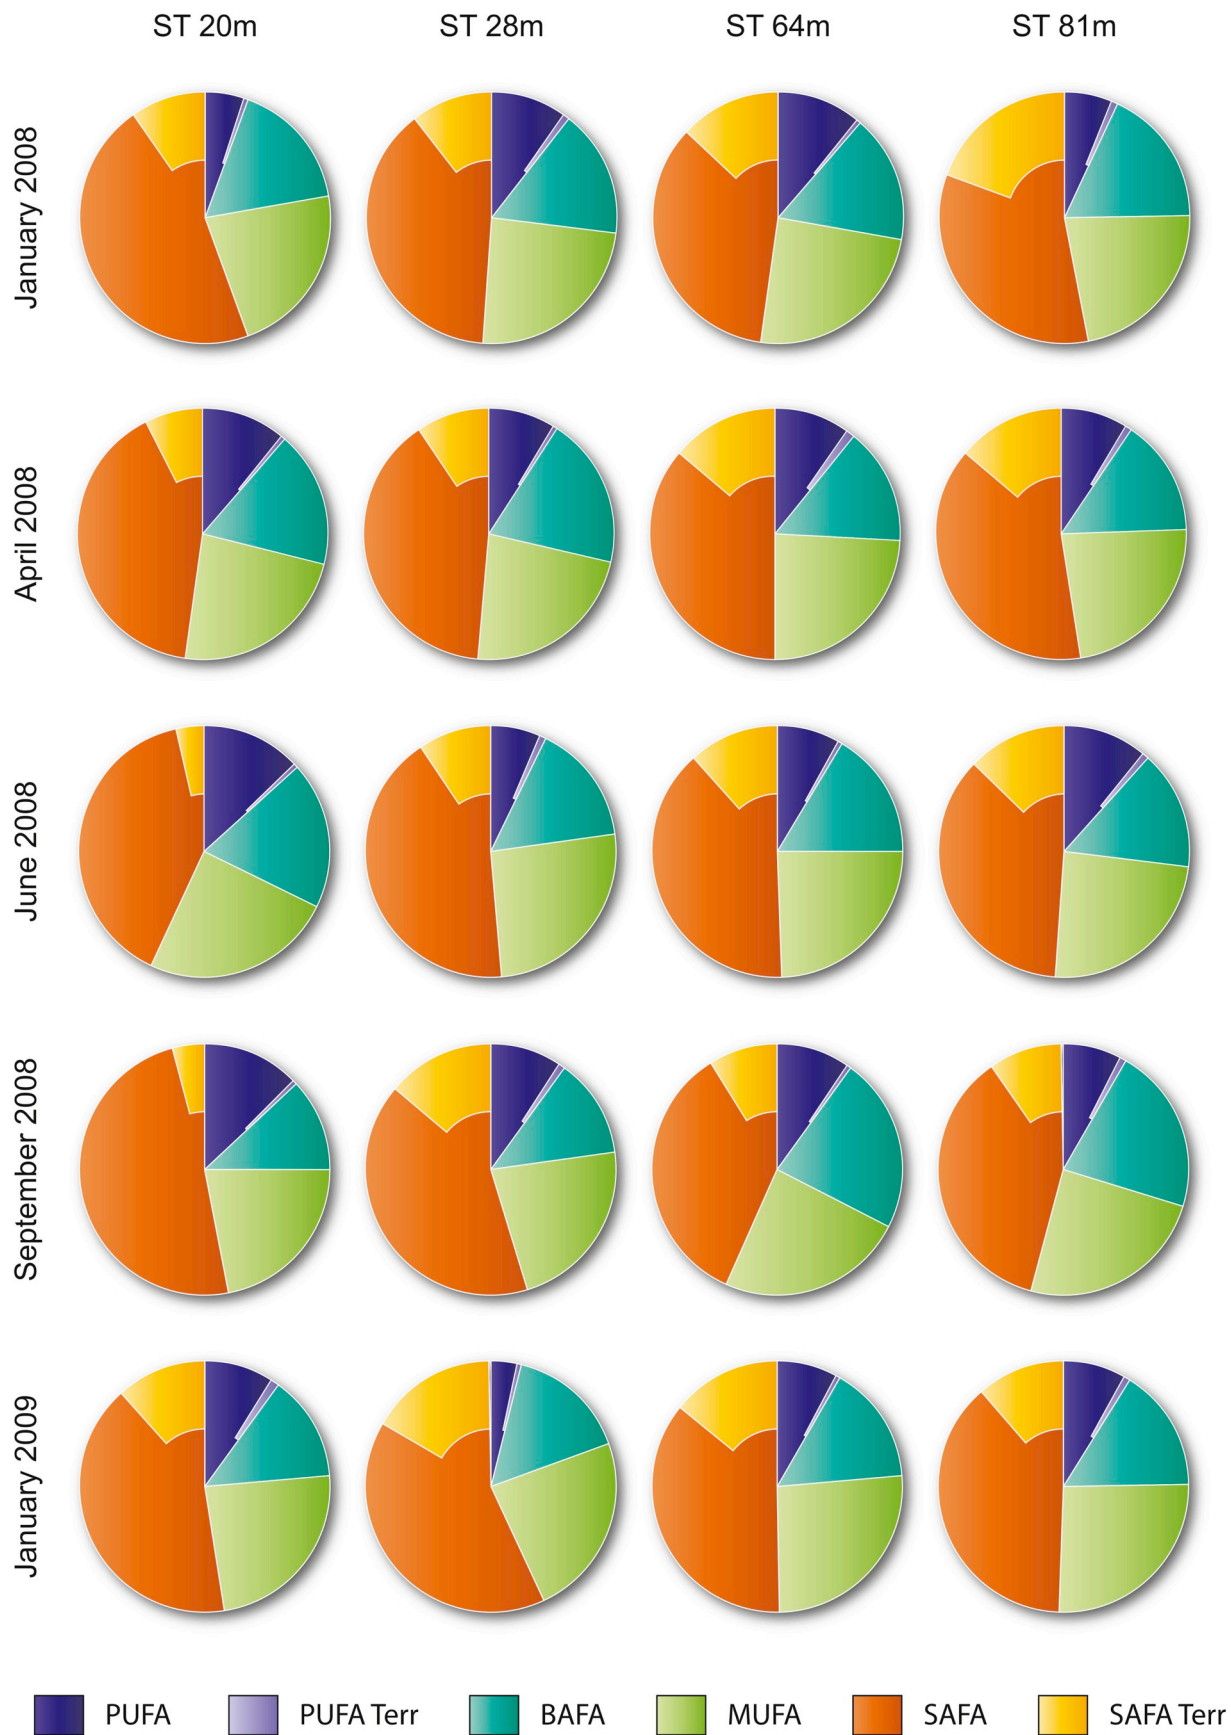 ST 20m ST 28m ST 64m ST 81m
January 2008
April 2008
June 2008
September 2008
January 2009
PUFA PUFA Terr BAFA MUFA SAFA SAFA Terr